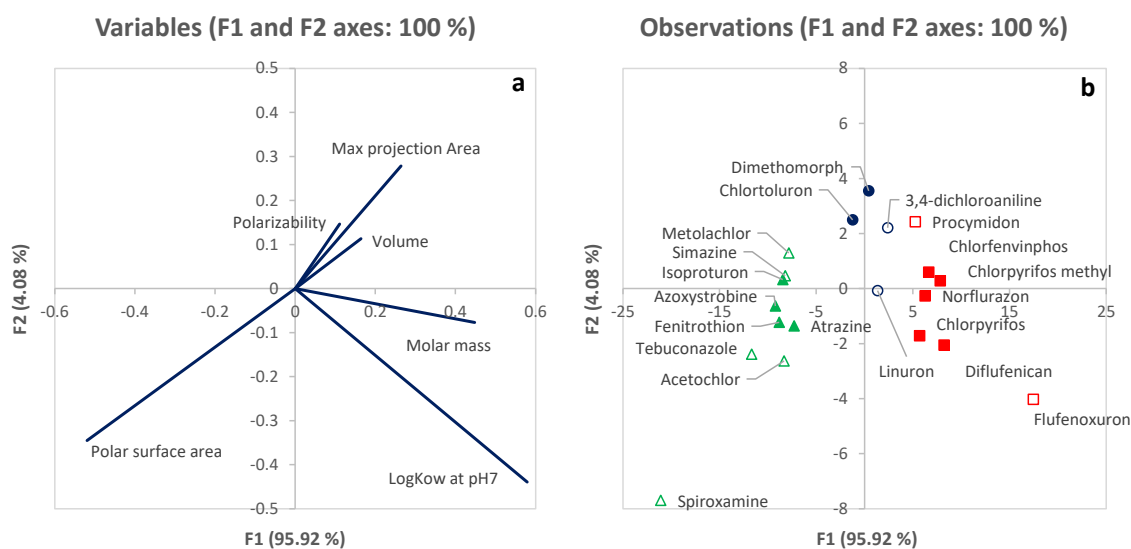 Variables (F1 and F2 axes: 100 %)
a
0.5
0.4
0.3
0.2
0.1
0
-0.1
-0.2
-0.3
-0.4
-0.5
-0.6
-0.4
-0.2
0
0.2
0.4
0.6
Max projection Area
Polarizability
Volume
Molar mass
Polar surface area
LogKow at pH7
F2 (4.08 %)
F1 (95.92 %)
Observations (F1 and F2 axes: 100 %)
b
8
6
4
2
0
-2
-4
-6
-8
-25
-15
-5
5
15
25
Dimethomorph
Chlortoluron
3,4-dichloroaniline
Procymidon
Metolachlor
Chlorfenvinphos
Simazine
Isoproturon
Chlorpyrifos methyl
Azoxystrobine
Norflurazon
Fenitrothion
Atrazine
Chlorpyrifos
Tebuconazole
Acetochlor
Linuron
Diflufenican
Flufenoxuron
Spiroxamine
F2 (4.08 %)
F1 (95.92 %)